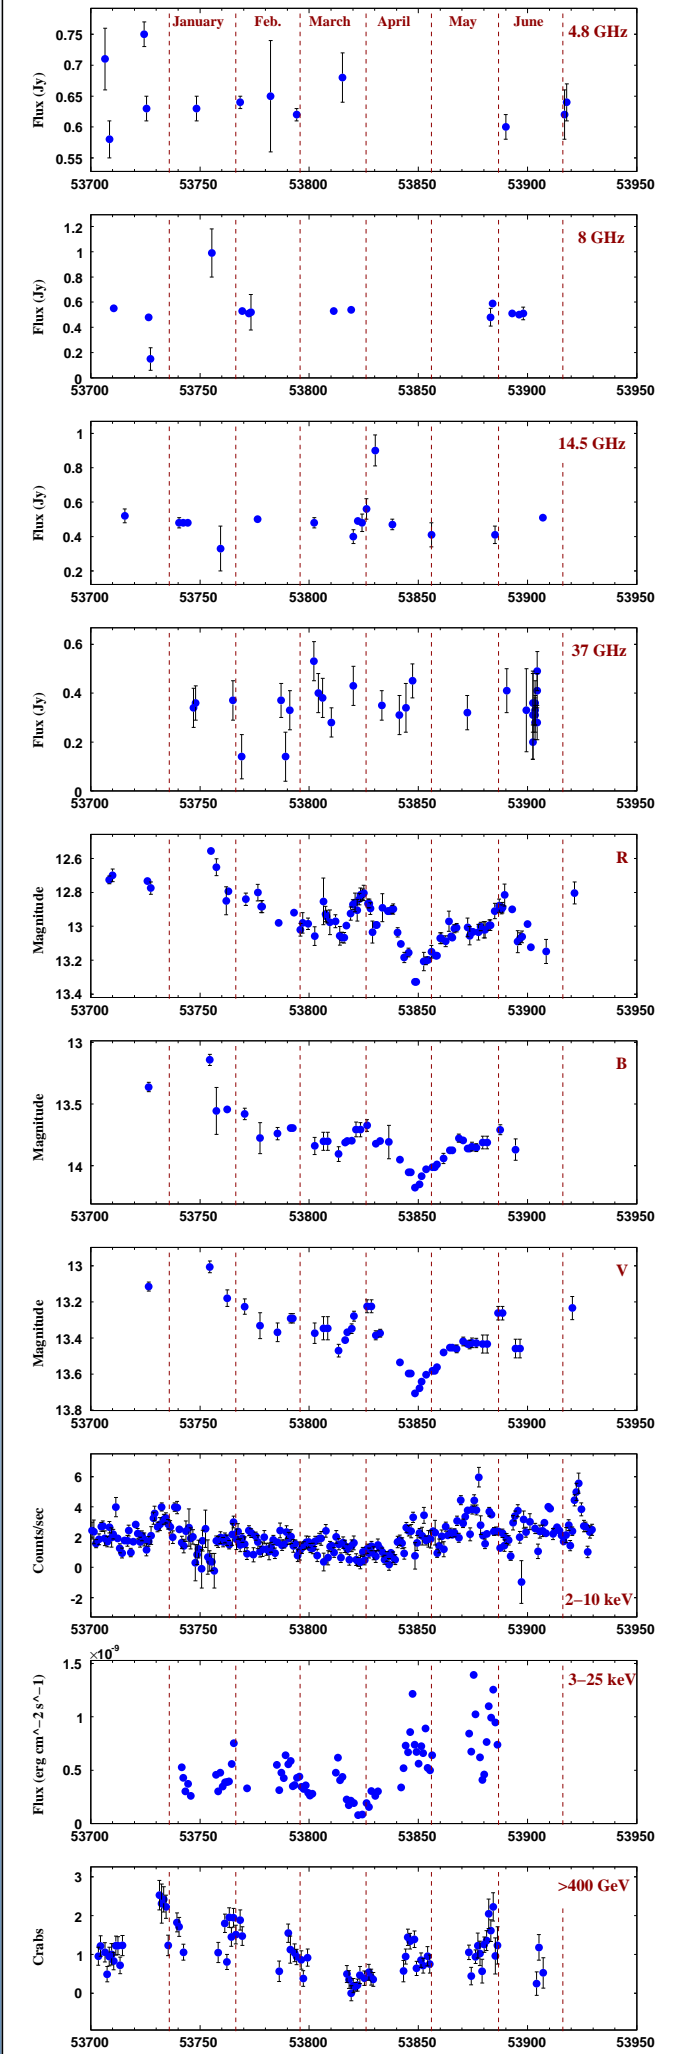 January Feb. March April May June
4.8 GHz
0.75
0.7
0.65
0.6
0.55
Flux (Jy)
53700 53750 53800 53850 53900 53950
8 GHz
1.2
1
0.8
0.6
0.4
0.2
0
Flux (Jy)
53700 53750 53800 53850 53900 53950
14.5 GHz
1
0.8
0.6
0.4
0.2
Flux (Jy)
53700 53750 53800 53850 53900 53950
37 GHz
0.6
0.4
0.2
0
Flux (Jy)
53700 53750 53800 53850 53900 53950
R
12.6
12.8
13
13.2
13.4
Magnitude
53700 53750 53800 53850 53900 53950
B
13
13.5
14
Magnitude
53700 53750 53800 53850 53900 53950
V
13
13.2
13.4
13.6
13.8
Magnitude
53700 53750 53800 53850 53900 53950
6
4
2
0
-2
Counts/sec
2–10 keV
53700 53750 53800 53850 53900 53950
×10^-9
3–25 keV
1.5
1
0.5
0
Flux (erg cm^−2 s^−1)
53700 53750 53800 53850 53900 53950
>400 GeV
3
2
1
0
Crabs
53700 53750 53800 53850 53900 53950